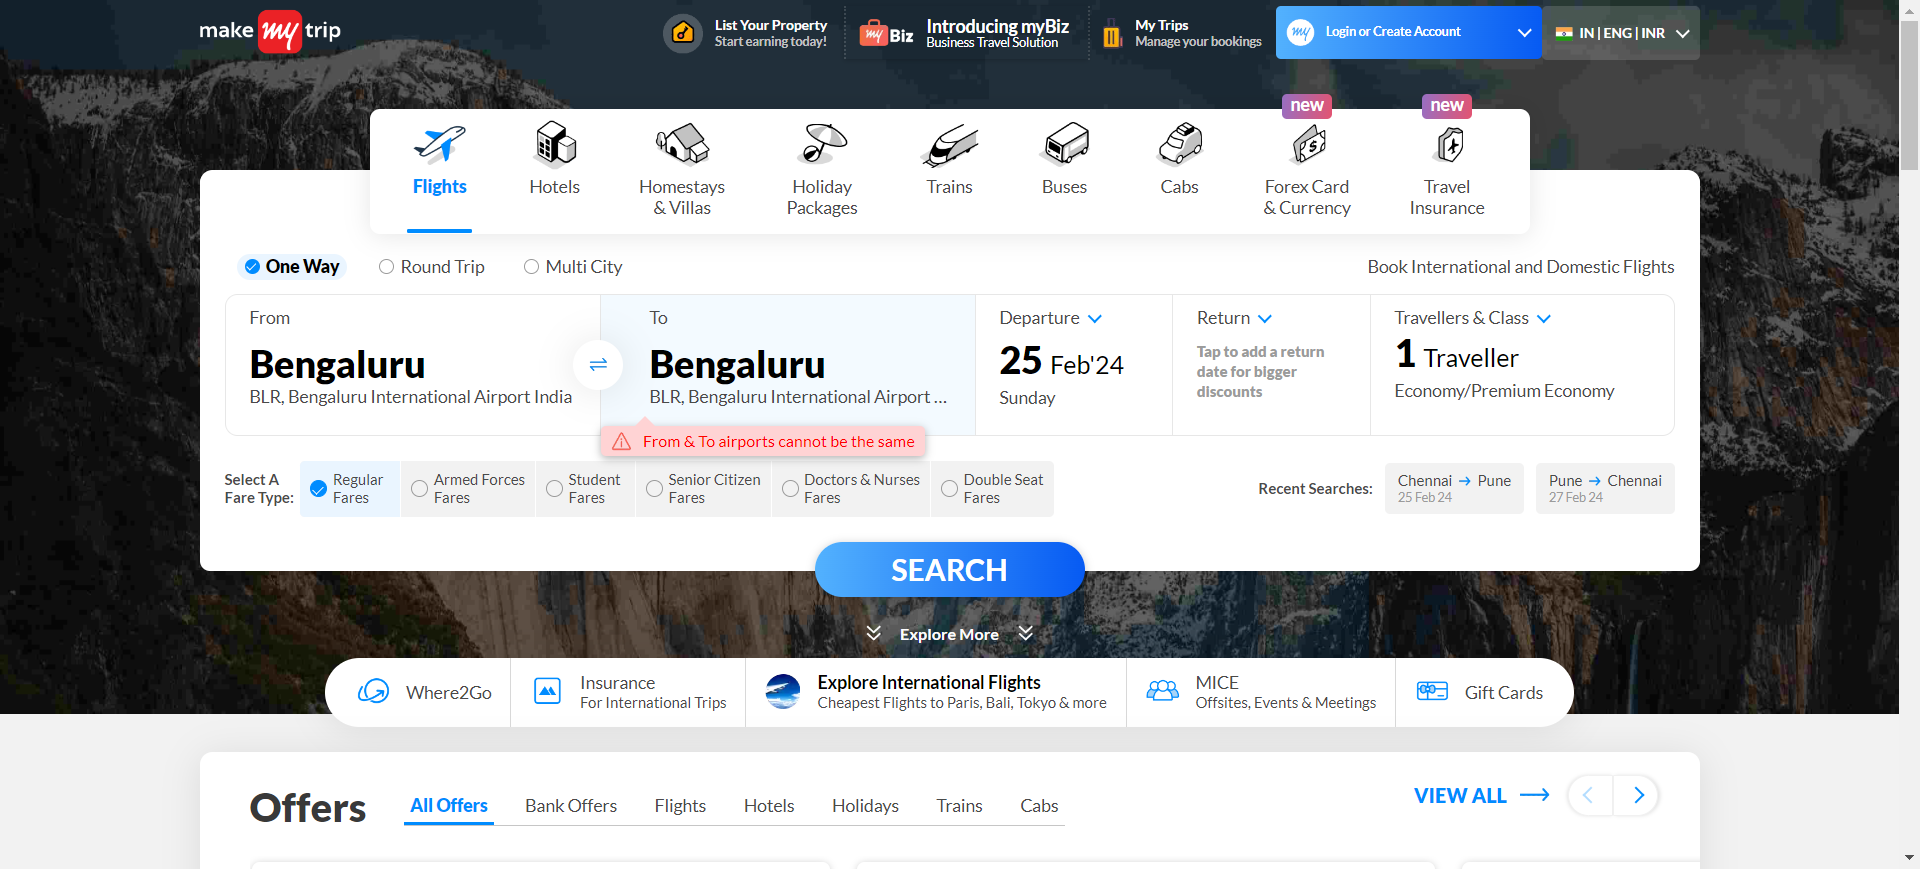 make my trip
List Your Property
Start earning today!
my Biz
Introducing myBiz
Business Travel Solution
My Trips
Manage your bookings
my
Login or Create Account
IN | ENG | INR
new
new
Flights
Hotels
Homestays
& Villas
Holiday
Packages
Trains
Buses
Cabs
Forex Card
& Currency
Travel
Insurance
One Way
Round Trip
Multi City
Book International and Domestic Flights
From
Bengaluru
BLR, Bengaluru International Airport India
To
Bengaluru
BLR, Bengaluru International Airport ...
From & To airports cannot be the same
Departure
25 Feb'24
Sunday
Return
Tap to add a return
date for bigger
discounts
Travellers & Class
1 Traveller
Economy/Premium Economy
Select A
Fare Type:
Regular
Fares
Armed Forces
Fares
Student
Fares
Senior Citizen
Fares
Doctors & Nurses
Fares
Double Seat
Fares
Recent Searches:
Chennai → Pune
25 Feb 24
Pune → Chennai
27 Feb 24
SEARCH
Explore More
Where2Go
Insurance
For International Trips
Explore International Flights
Cheapest Flights to Paris, Bali, Tokyo & more
MICE
Offsites, Events & Meetings
Gift Cards
Offers
All Offers
Bank Offers
Flights
Hotels
Holidays
Trains
Cabs
VIEW ALL